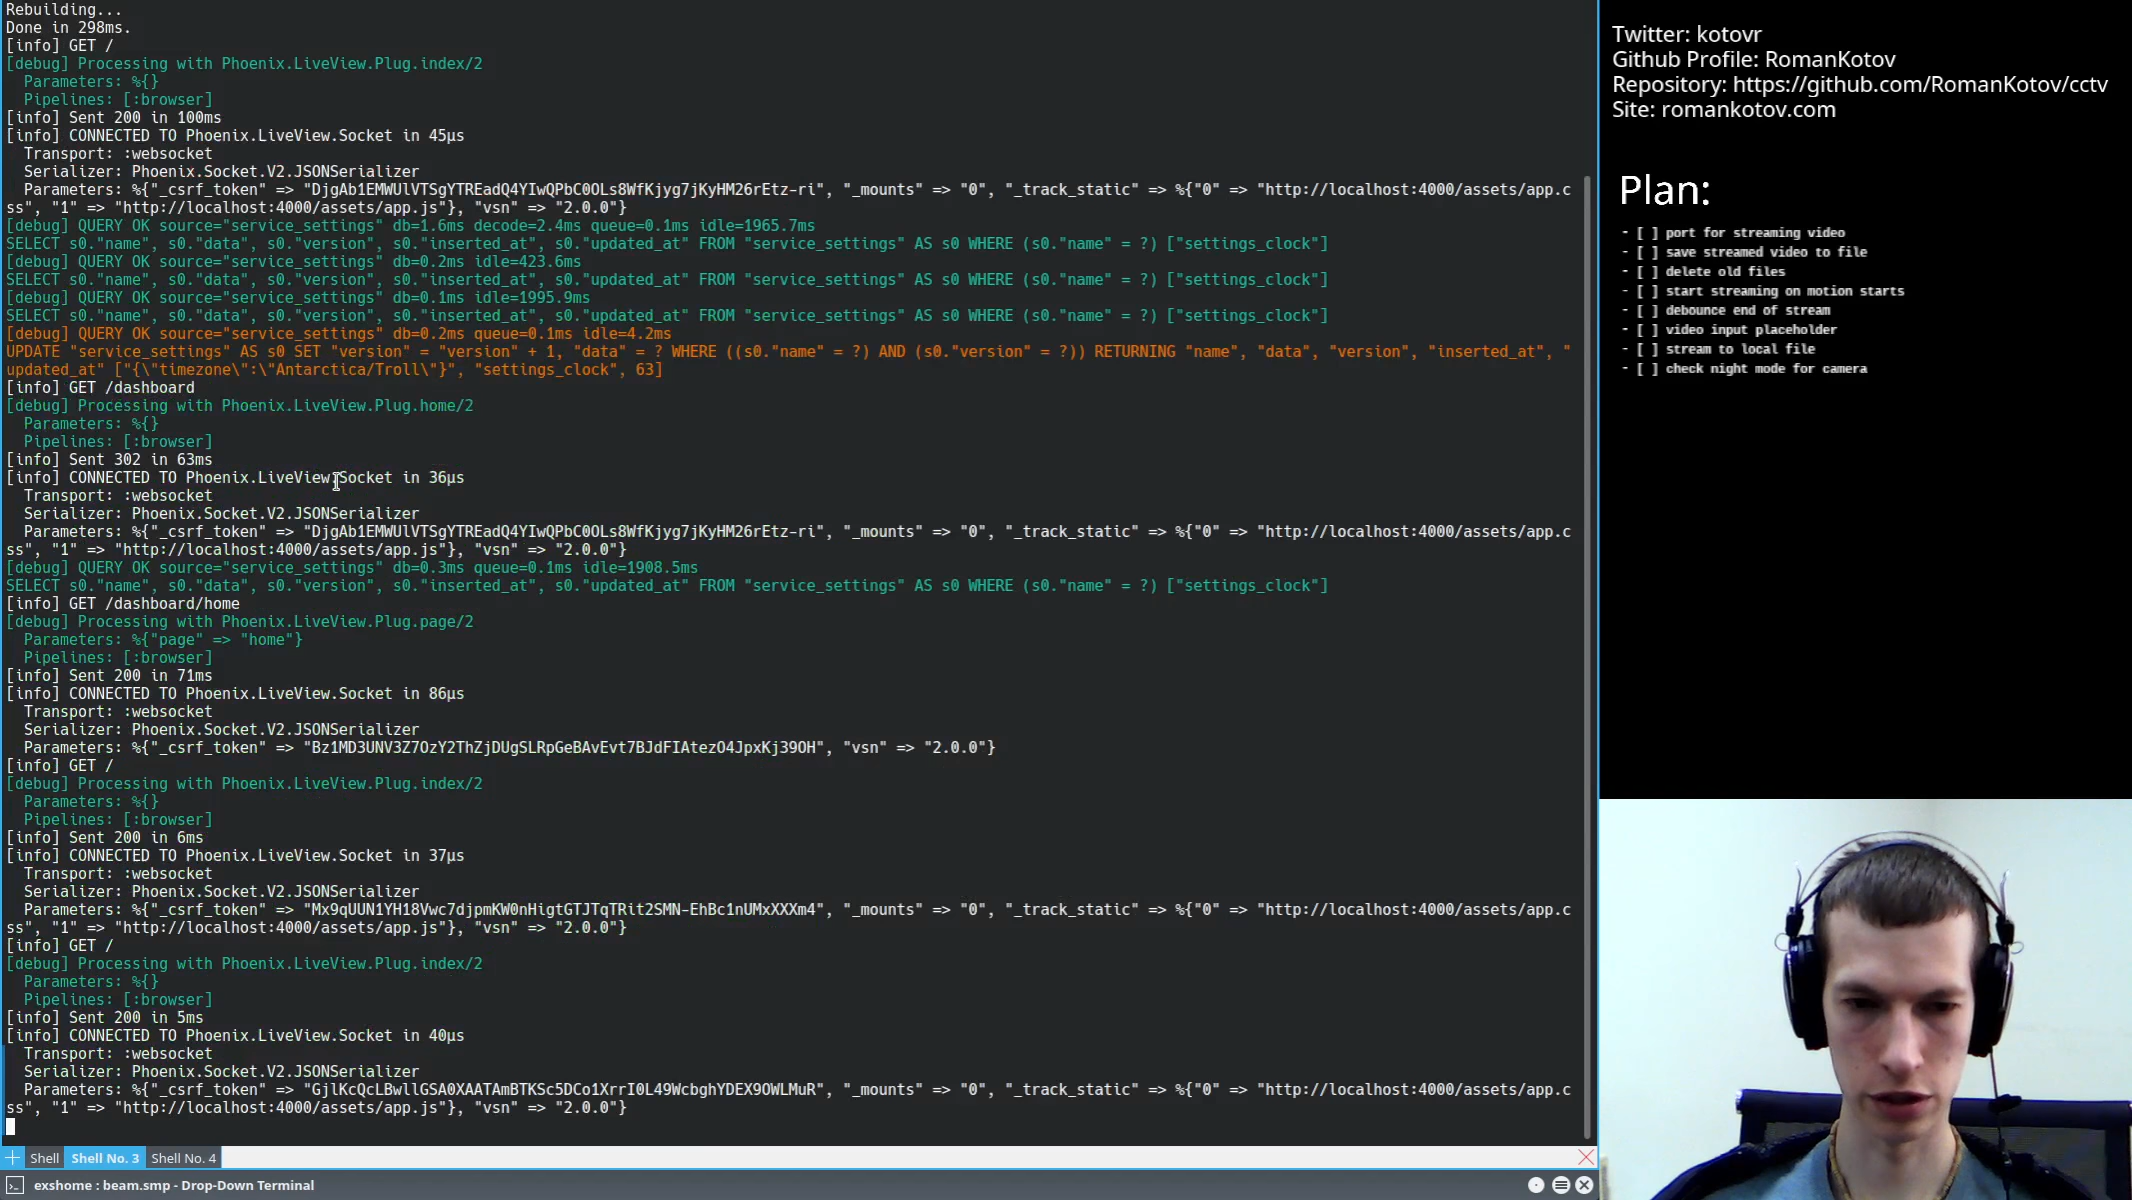 Rebuilding...
Done in 298ms.
[info] GET /
[debug] Processing with Phoenix.LiveView.Plug.index/2
  Parameters: %{}
  Pipelines: [:browser]
[info] Sent 200 in 100ms
[info] CONNECTED TO Phoenix.LiveView.Socket in 45µs
  Transport: :websocket
  Serializer: Phoenix.Socket.V2.JSONSerializer
  Parameters: %{"_csrf_token" => "DjgAb1EMWUlVTSgYTREadQ4YIwQPbC0OLs8WfKjyg7jKyHM26rEtz-ri", "_mounts" => "0", "_track_static" => %{"0" => "http://localhost:4000/assets/app.c
ss", "1" => "http://localhost:4000/assets/app.js"}, "vsn" => "2.0.0"}
[debug] QUERY OK source="service_settings" db=1.6ms decode=2.4ms queue=0.1ms idle=1965.7ms
SELECT s0."name", s0."data", s0."version", s0."inserted_at", s0."updated_at" FROM "service_settings" AS s0 WHERE (s0."name" = ?) ["settings_clock"]
[debug] QUERY OK source="service_settings" db=0.2ms idle=423.6ms
SELECT s0."name", s0."data", s0."version", s0."inserted_at", s0."updated_at" FROM "service_settings" AS s0 WHERE (s0."name" = ?) ["settings_clock"]
[debug] QUERY OK source="service_settings" db=0.1ms idle=1995.9ms
SELECT s0."name", s0."data", s0."version", s0."inserted_at", s0."updated_at" FROM "service_settings" AS s0 WHERE (s0."name" = ?) ["settings_clock"]
[debug] QUERY OK source="service_settings" db=0.2ms queue=0.1ms idle=4.2ms
UPDATE "service_settings" AS s0 SET "version" = "version" + 1, "data" = ? WHERE ((s0."name" = ?) AND (s0."version" = ?)) RETURNING "name", "data", "version", "inserted_at", "
updated_at" ["{\"timezone\":\"Antarctica/Troll\"}", "settings_clock", 63]
[info] GET /dashboard
[debug] Processing with Phoenix.LiveView.Plug.home/2
  Parameters: %{}
  Pipelines: [:browser]
[info] Sent 302 in 63ms
[info] CONNECTED TO Phoenix.LiveView.Socket in 36µs
  Transport: :websocket
  Serializer: Phoenix.Socket.V2.JSONSerializer
  Parameters: %{"_csrf_token" => "DjgAb1EMWUlVTSgYTREadQ4YIwQPbC0OLs8WfKjyg7jKyHM26rEtz-ri", "_mounts" => "0", "_track_static" => %{"0" => "http://localhost:4000/assets/app.c
ss", "1" => "http://localhost:4000/assets/app.js"}, "vsn" => "2.0.0"}
[debug] QUERY OK source="service_settings" db=0.3ms queue=0.1ms idle=1908.5ms
SELECT s0."name", s0."data", s0."version", s0."inserted_at", s0."updated_at" FROM "service_settings" AS s0 WHERE (s0."name" = ?) ["settings_clock"]
[info] GET /dashboard/home
[debug] Processing with Phoenix.LiveView.Plug.page/2
  Parameters: %{"page" => "home"}
  Pipelines: [:browser]
[info] Sent 200 in 71ms
[info] CONNECTED TO Phoenix.LiveView.Socket in 86µs
  Transport: :websocket
  Serializer: Phoenix.Socket.V2.JSONSerializer
  Parameters: %{"_csrf_token" => "Bz1MD3UNV3Z7OzY2ThZjDUgSLRpGeBAvEvt7BJdFIAtezO4JpxKj39OH", "vsn" => "2.0.0"}
[info] GET /
[debug] Processing with Phoenix.LiveView.Plug.index/2
  Parameters: %{}
  Pipelines: [:browser]
[info] Sent 200 in 6ms
[info] CONNECTED TO Phoenix.LiveView.Socket in 37µs
  Transport: :websocket
  Serializer: Phoenix.Socket.V2.JSONSerializer
  Parameters: %{"_csrf_token" => "Mx9qUUN1YH18Vwc7djpmKW0nHigtGTJTqTRit2SMN-EhBc1nUMxXXXm4", "_mounts" => "0", "_track_static" => %{"0" => "http://localhost:4000/assets/app.c
ss", "1" => "http://localhost:4000/assets/app.js"}, "vsn" => "2.0.0"}
[info] GET /
[debug] Processing with Phoenix.LiveView.Plug.index/2
  Parameters: %{}
  Pipelines: [:browser]
[info] Sent 200 in 5ms
[info] CONNECTED TO Phoenix.LiveView.Socket in 40µs
  Transport: :websocket
  Serializer: Phoenix.Socket.V2.JSONSerializer
  Parameters: %{"_csrf_token" => "GjlKcQcLBwllGSA0XAATAmBTKSc5DCo1XrrI0L49WcbghYDEX9OWLMuR", "_mounts" => "0", "_track_static" => %{"0" => "http://localhost:4000/assets/app.c
ss", "1" => "http://localhost:4000/assets/app.js"}, "vsn" => "2.0.0"}
Shell
Shell No. 3
Shell No. 4
exshome : beam.smp - Drop-Down Terminal
Twitter: kotovr
Github Profile: RomanKotov
Repository: https://github.com/RomanKotov/cctv
Site: romankotov.com
Plan:
- [ ] port for streaming video
- [ ] save streamed video to file
- [ ] delete old files
- [ ] start streaming on motion starts
- [ ] debounce end of stream
- [ ] video input placeholder
- [ ] stream to local file
- [ ] check night mode for camera